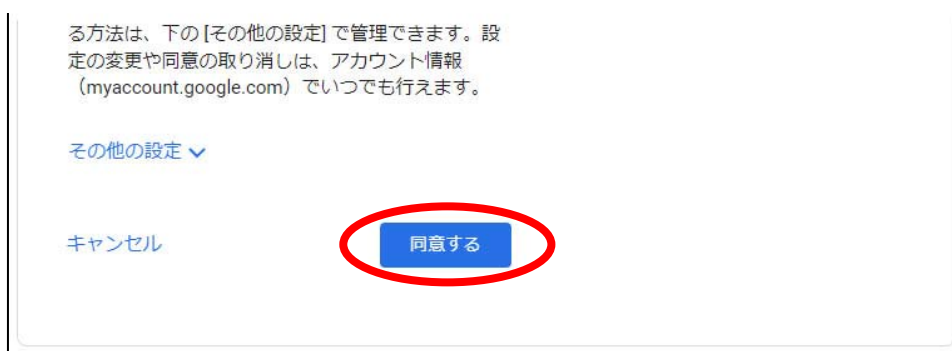 る方法は、下の [その他の設定] で管理できます。設
定の変更や同意の取り消しは、アカウント情報
（myaccount.google.com）でいつでも行えます。
その他の設定
キャンセル 同意する